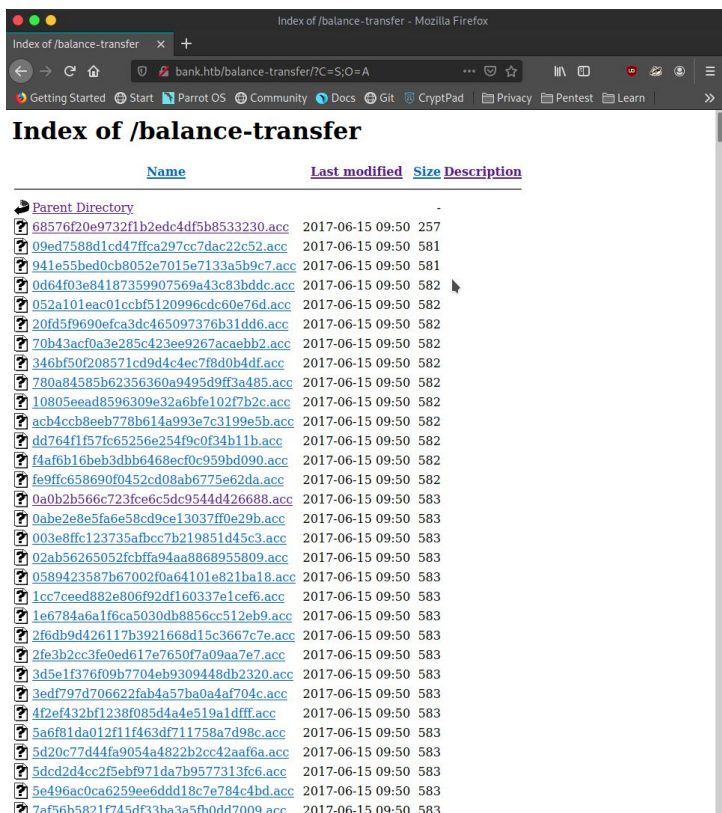 Index of /balance-transfer - Mozilla Firefox
Index of /balance-transfer × +
bank.htb/balance-transfer/?C=S;O=A
Getting Started Start Parrot OS Community Docs Git CryptPad Privacy Pentest Learn
Index of /balance-transfer
Name Last modified Size Description
Parent Directory -
68576f20e9732f1b2edc4df5b8533230.acc 2017-06-15 09:50 257
09ed7588d1cd47ffca297cc7dac22c52.acc 2017-06-15 09:50 581
941e55bed0cb8052e7015e7133a5b9c7.acc 2017-06-15 09:50 581
0d64f03e84187359907569a43c83bddc.acc 2017-06-15 09:50 582
052a101eac01ccbf5120996cdc60e76d.acc 2017-06-15 09:50 582
20fd5f9690efca3dc465097376b31dd6.acc 2017-06-15 09:50 582
70b43acf0a3e285c423ee9267acaebb2.acc 2017-06-15 09:50 582
346bf50f208571cd9d4c4ec7f8d0b4df.acc 2017-06-15 09:50 582
780a84585b62356360a9495d9ff3a485.acc 2017-06-15 09:50 582
10805eead8596309e32a6bfe102f7b2c.acc 2017-06-15 09:50 582
acb4ccb8eeb778b614a993e7c3199e5b.acc 2017-06-15 09:50 582
dd764f1f57fc65256e254f9c0f34b11b.acc 2017-06-15 09:50 582
f4af6b16beb3dbb6468ecf0c959bd090.acc 2017-06-15 09:50 582
fe9ffc658690f0452cd08ab6775e62da.acc 2017-06-15 09:50 582
0a0b2b566c723fce6c5dc9544d426688.acc 2017-06-15 09:50 583
0abe2e8e5fa6e58cd9ce13037ff0e29b.acc 2017-06-15 09:50 583
003e8ffc123735afbcc7b219851d45c3.acc 2017-06-15 09:50 583
02ab56265052fcbffa94aa8868955809.acc 2017-06-15 09:50 583
0589423587b67002f0a64101e821ba18.acc 2017-06-15 09:50 583
1cc7ceed882e806f92df160337e1cef6.acc 2017-06-15 09:50 583
1e6784a6a1f6ca5030db8856cc512eb9.acc 2017-06-15 09:50 583
2f6db9d426117b3921668d15c3667c7e.acc 2017-06-15 09:50 583
2fe3b2cc3fe0ed617e7650f7a09aa7e7.acc 2017-06-15 09:50 583
3d5e1f376f09b7704eb9309448db2320.acc 2017-06-15 09:50 583
3edf797d706622fab4a57ba0a4af704c.acc 2017-06-15 09:50 583
4f2ef432bf1238f085d4a4e519a1dfff.acc 2017-06-15 09:50 583
5a6f81da012f11f463df711758a7d98c.acc 2017-06-15 09:50 583
5d20c77d44fa9054a4822b2cc42aaf6a.acc 2017-06-15 09:50 583
5dcd2d4cc2f5ebf971da7b9577313fc6.acc 2017-06-15 09:50 583
5e496ac0ca6259ee6ddd18c7e784c4bd.acc 2017-06-15 09:50 583
7af56b5821f745df33ba3a5fb0dd7009.acc 2017-06-15 09:50 583